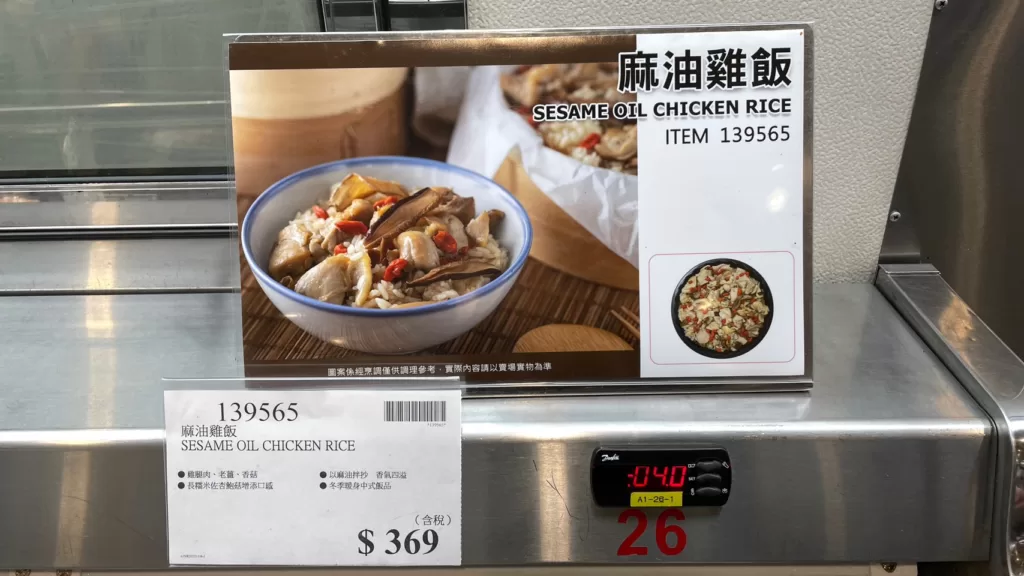 麻油雞飯
SESAME OIL CHICKEN RICE
ITEM 139565
圖案係經烹調僅供調理參考，實際內容請以賣場實物為準
139565
麻油雞飯
SESAME OIL CHICKEN RICE
●雞腿肉、老薑、香菇
●以麻油拌抄 香氣四溢
●長糯米佐杏鮑菇增添口感
●冬季暖身中式飯品
（含稅）
$ 369
Danfoss
:04.0
A1-26-1
26